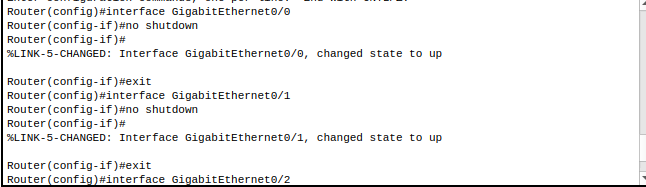 Router(config)#interface GigabitEthernet0/0
Router(config-if)#no shutdown
Router(config-if)#
%LINK-5-CHANGED: Interface GigabitEthernet0/0, changed state to up
Router(config-if)#exit
Router(config)#interface GigabitEthernet0/1
Router(config-if)#no shutdown
Router(config-if)#
%LINK-5-CHANGED: Interface GigabitEthernet0/1, changed state to up
Router(config-if)#exit
Router(config)#interface GigabitEthernet0/2